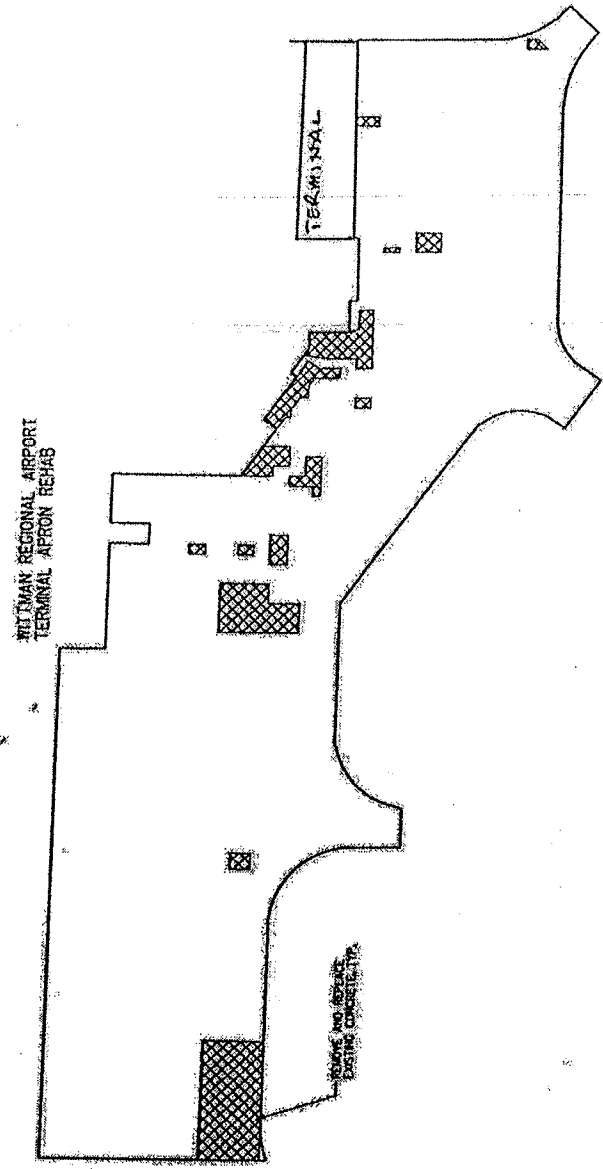 WITTMAN REGIONAL AIRPORT
TERMINAL APRON REHAB
TERMINAL
REMOVE AND REPLACE
EXISTING CONCRETE, TYP.